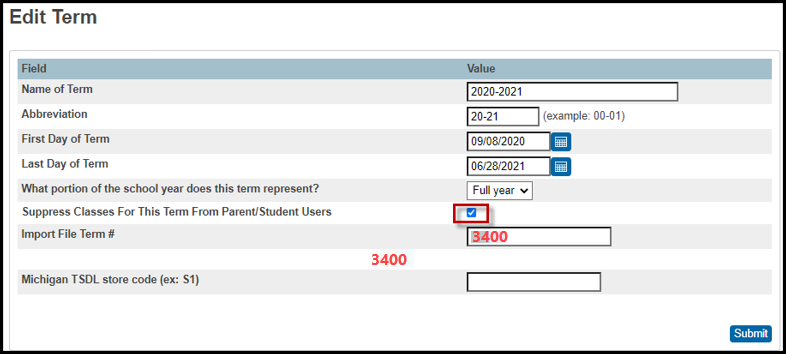 Edit Term
Field Value
Name of Term 2020-2021
Abbreviation 20-21 (example: 00-01)
First Day of Term 09/08/2020
Last Day of Term 06/28/2021
What portion of the school year does this term represent? Full year
Suppress Classes For This Term From Parent/Student Users
Import File Term # 3400
3400
Michigan TSDL store code (ex: S1)
Submit